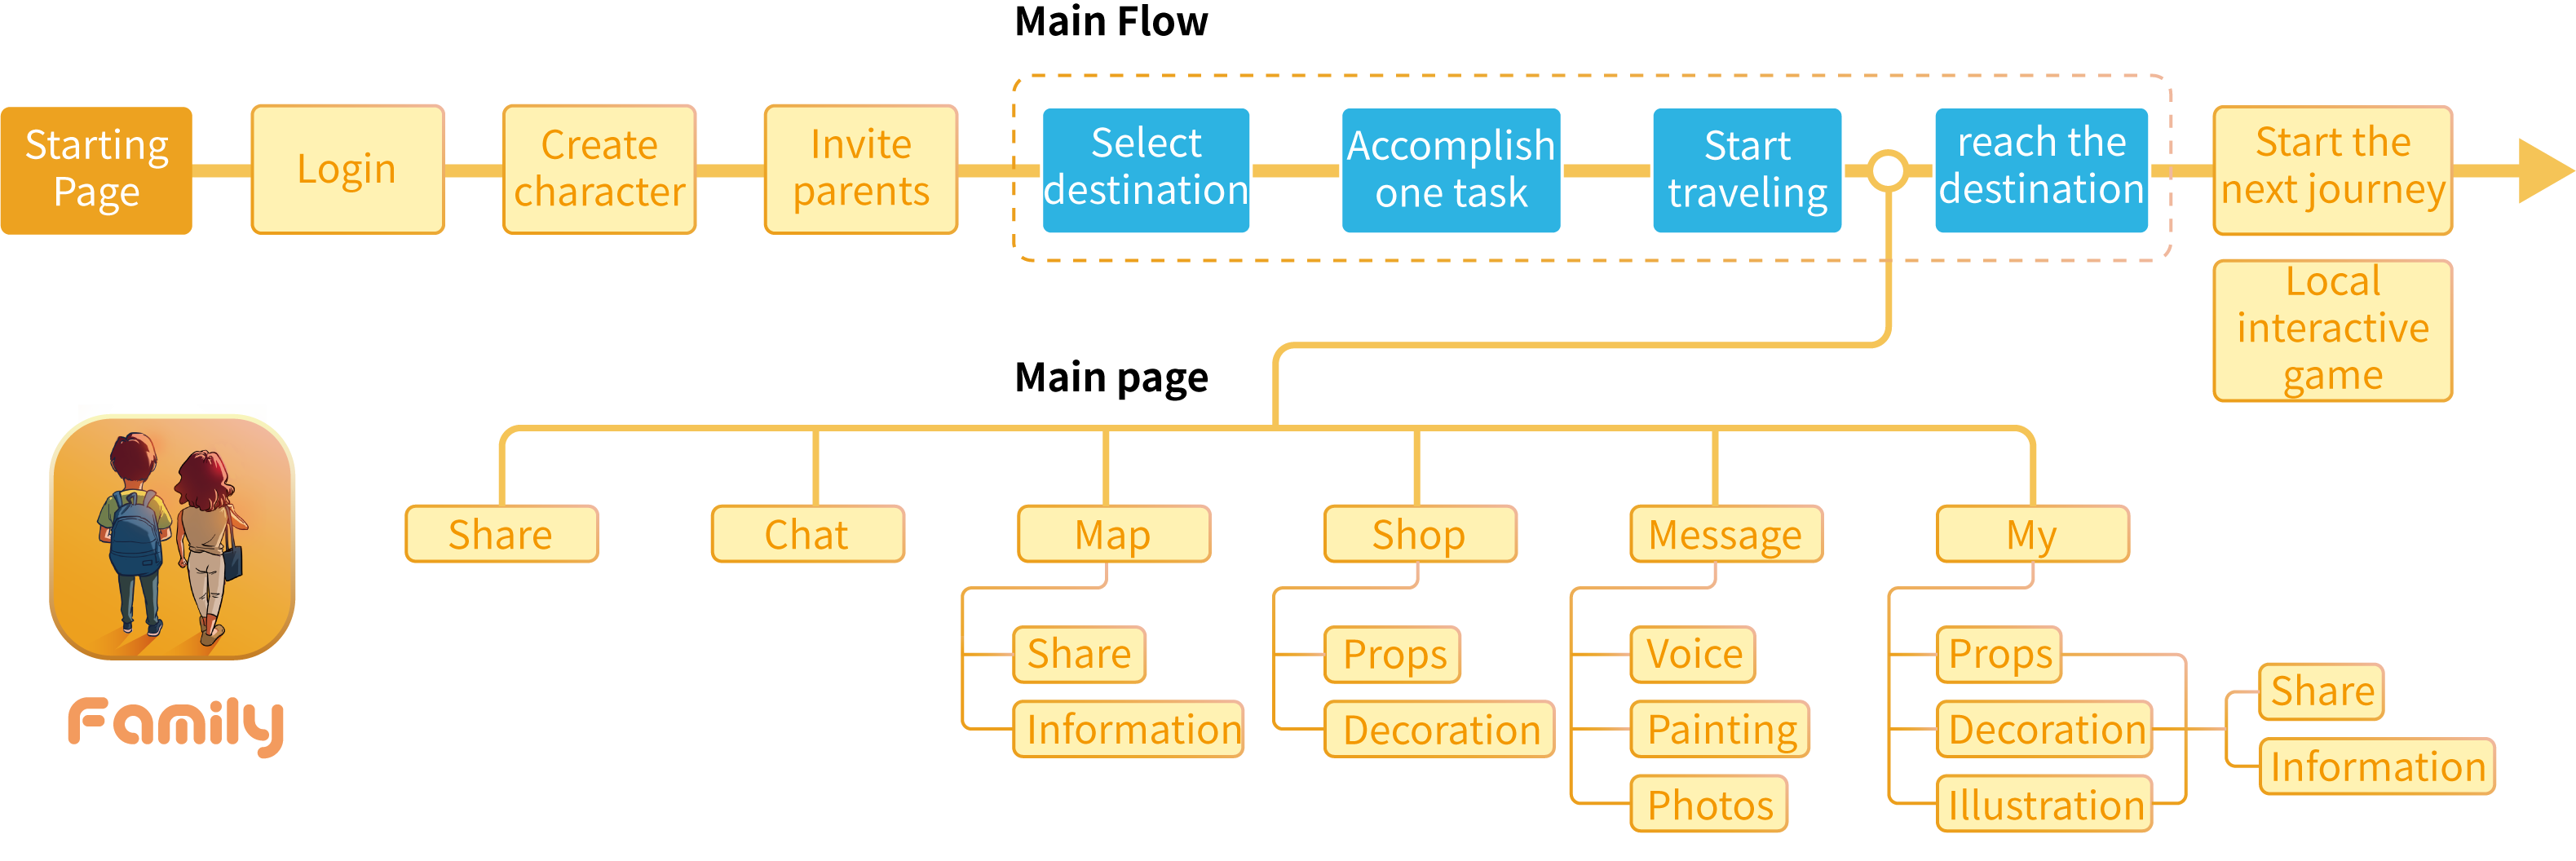 Main Flow
Starting
Page
Login
Create
character
Invite
parents
Select
destination
Accomplish
one task
Start
traveling
reach the
destination
Start the
next journey
Local
interactive
game
Main page
Share
Chat
Map
Shop
Message
My
Share
Information
Props
Decoration
Voice
Painting
Photos
Props
Decoration
Illustration
Share
Information
Family